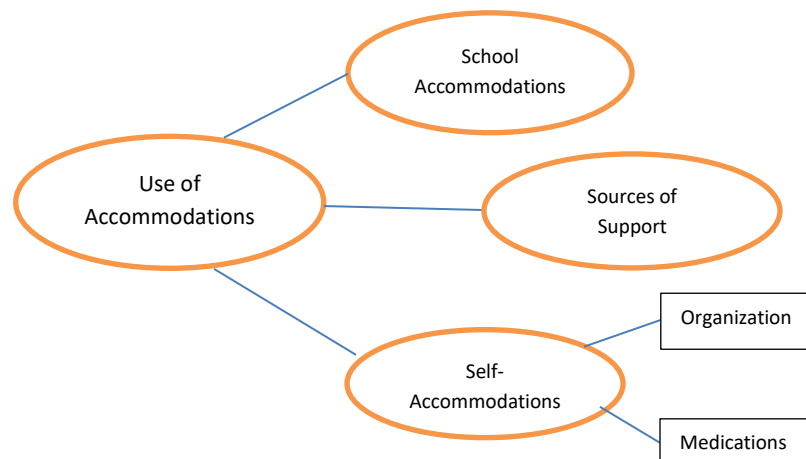 School
Accommodations
Use of
Accommodations
Sources of
Support
Organization
Self-
Accommodations
Medications